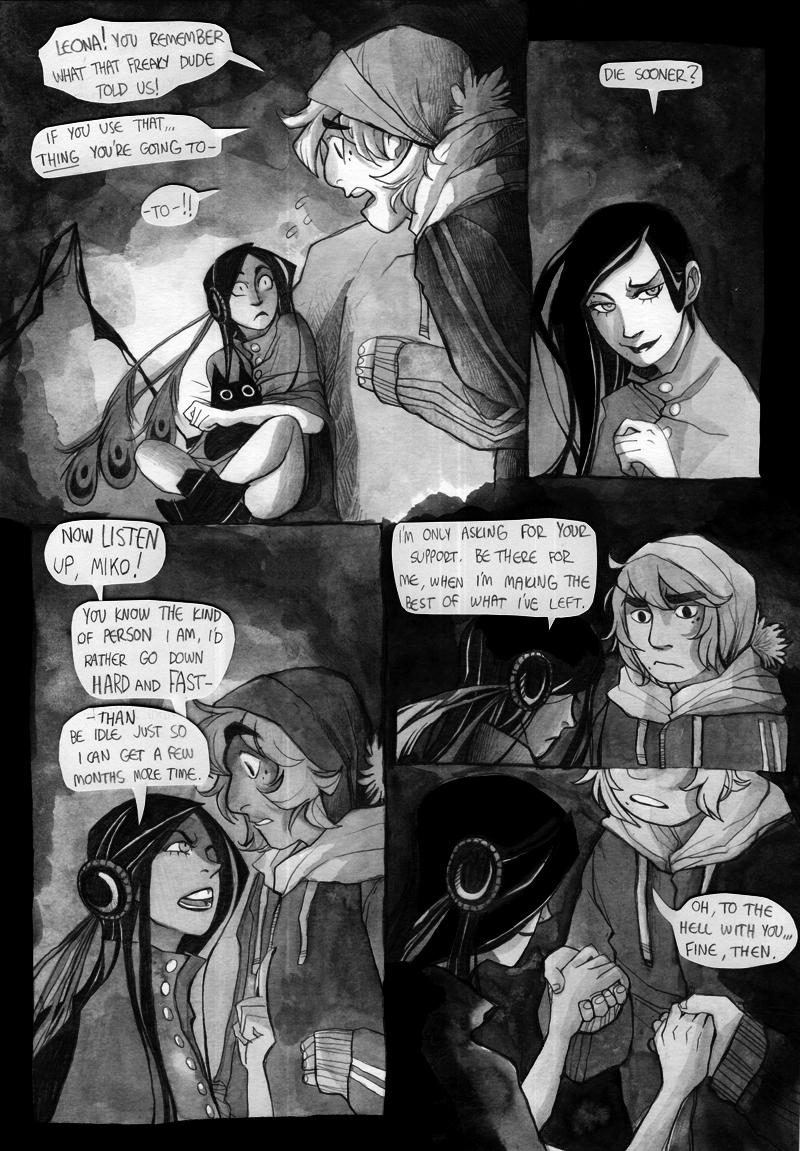 LEONA! YOU REMEMBER
WHAT THAT FREAKY DUDE
TOLD US!
IF YOU USE THAT...
THING YOU'RE GOING TO-
-TO-!!
DIE SOONER?
NOW LISTEN
UP, MIKO!
YOU KNOW THE KIND
OF PERSON I AM, I'D
RATHER GO DOWN
HARD AND FAST-
-THAN
BE IDLE JUST SO
I CAN GET A FEW
MONTHS MORE TIME.
I'M ONLY ASKING FOR YOUR
SUPPORT. BE THERE FOR
ME, WHEN I'M MAKING THE
BEST OF WHAT I'VE LEFT.
OH, TO THE
HELL WITH YOU...
FINE, THEN.